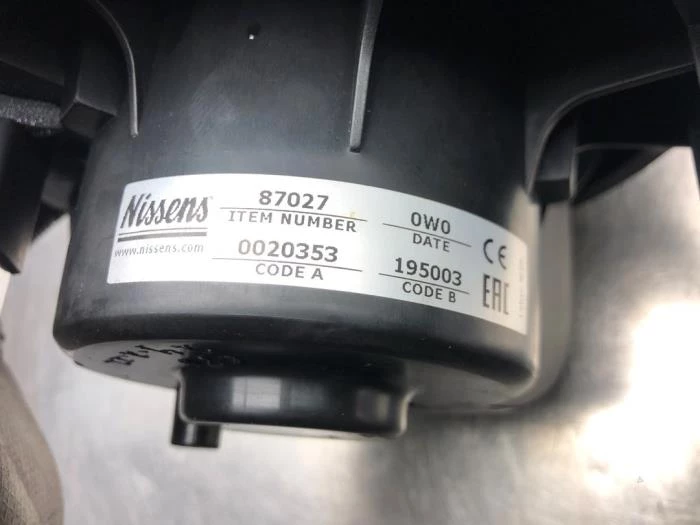 Nissens
www.nissens.com
87027
ITEM NUMBER
0020353
CODE A
0W0
DATE
195003
CODE B
CE
EAC